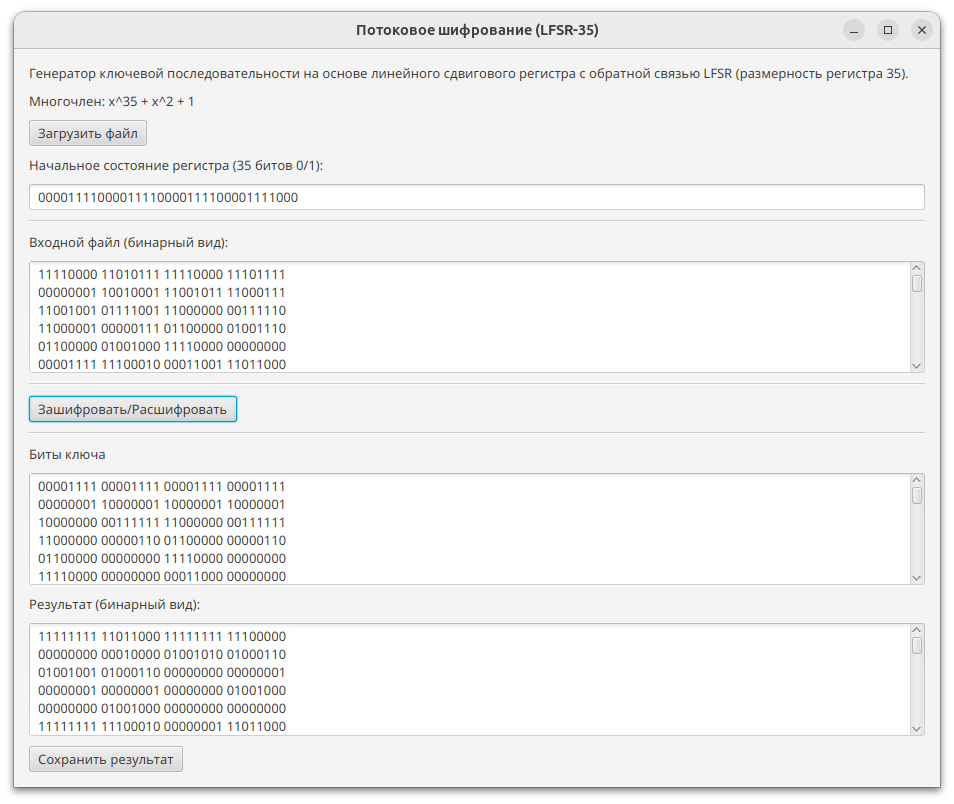 Потоковое шифрование (LFSR-35)
Генератор ключевой последовательности на основе линейного сдвигового регистра с обратной связью LFSR (размерность регистра 35).
Многочлен: x^35 + x^2 + 1
Загрузить файл
Начальное состояние регистра (35 битов 0/1):
00001111000011110000111100001111000
Входной файл (бинарный вид):
11110000 11010111 11110000 11101111
00000001 10010001 11001011 11000111
11001001 01111001 11000000 00111110
11000001 00000111 01100000 01001110
01100000 01001000 11110000 00000000
00001111 11100010 00011001 11011000
Зашифровать/Расшифровать
Биты ключа
00001111 00001111 00001111 00001111
00000001 10000001 10000001 10000001
10000000 00111111 11000000 00111111
11000000 00000110 01100000 00000110
01100000 00000000 11110000 00000000
11110000 00000000 00011000 00000000
Результат (бинарный вид):
11111111 11011000 11111111 11100000
00000000 00010000 01001010 01000110
01001001 01000110 00000000 00000001
00000001 00000001 00000000 01001000
00000000 01001000 00000000 00000000
11111111 11100010 00000001 11011000
Сохранить результат